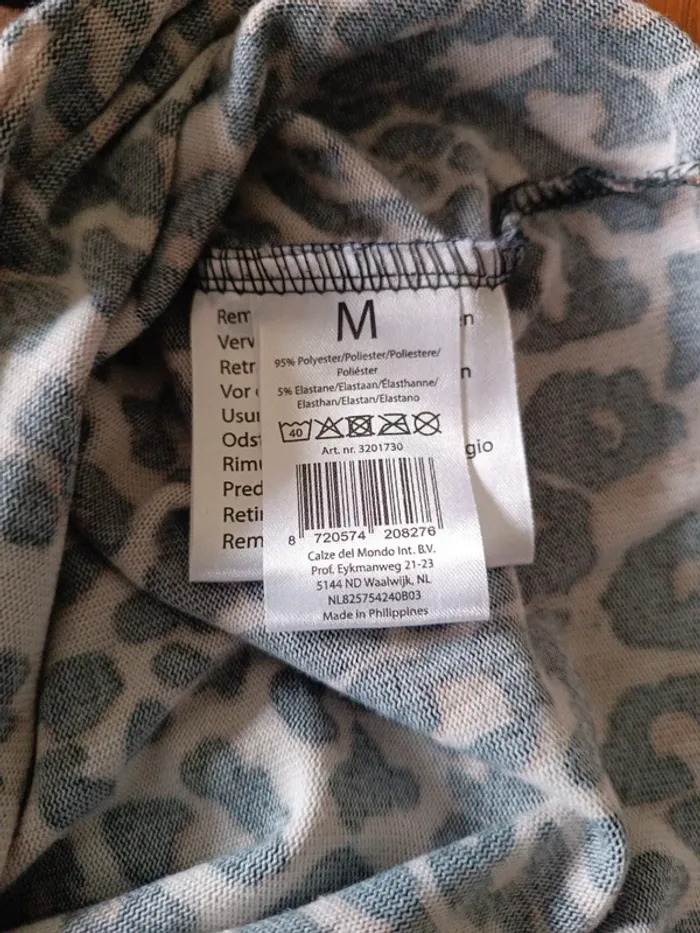 M
95% Polyester/Poliester/Poliestere/
Poliéster
5% Elastane/Elastaan/Élasthanne/
Elasthan/Elastan/Elastano
40
Art. nr. 3201730
8 720574 208276
Calze del Mondo Int. B.V.
Prof. Eykmanweg 21-23
5144 ND Waalwijk, NL
NL825754240B03
Made in Philippines
Vor